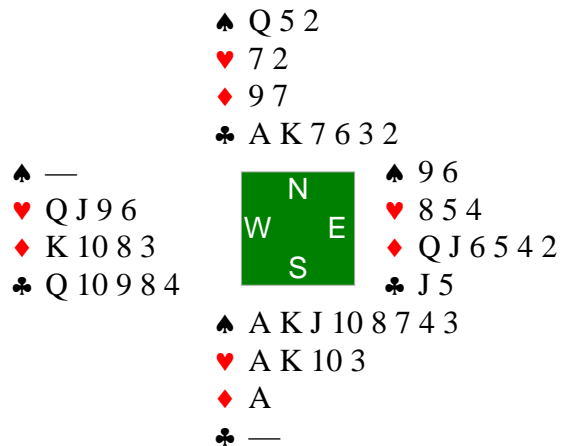 ♠ Q 5 2
♥ 7 2
♦ 9 7
♣ A K 7 6 3 2
♠ —
♥ Q J 9 6
♦ K 10 8 3
♣ Q 10 9 8 4
N
W E
S
♠ 9 6
♥ 8 5 4
♦ Q J 6 5 4 2
♣ J 5
♠ A K J 10 8 7 4 3
♥ A K 10 3
♦ A
♣ —